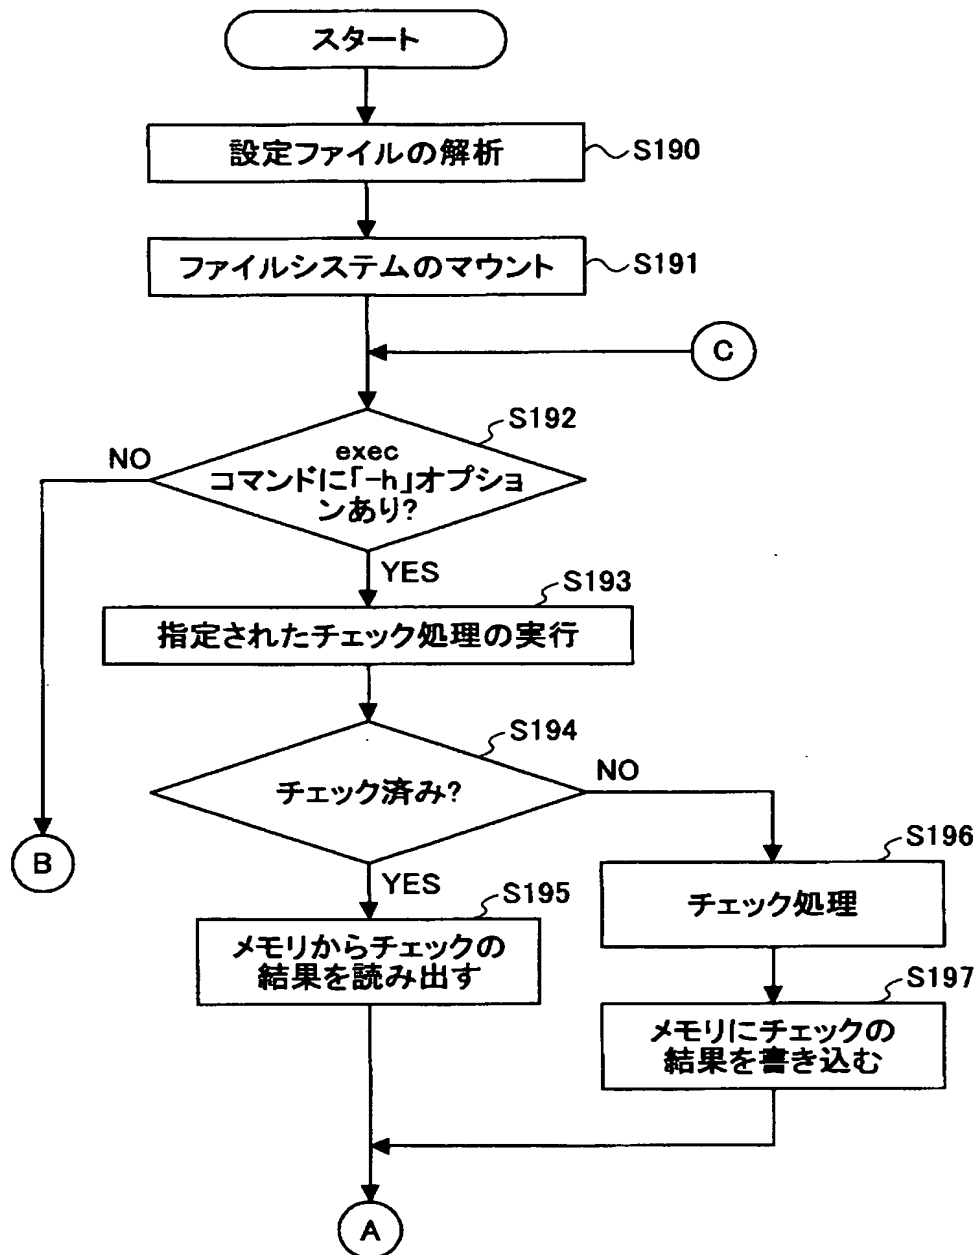 スタート
設定ファイルの解析
S190
ファイルシステムのマウント
S191
C
S192
NO
exec
コマンドに「-h」オプショ
ンあり?
YES
S193
指定されたチェック処理の実行
S194
NO
チェック済み?
B
YES
S195
S196
チェック処理
メモリからチェックの
結果を読み出す
S197
メモリにチェックの
結果を書き込む
A